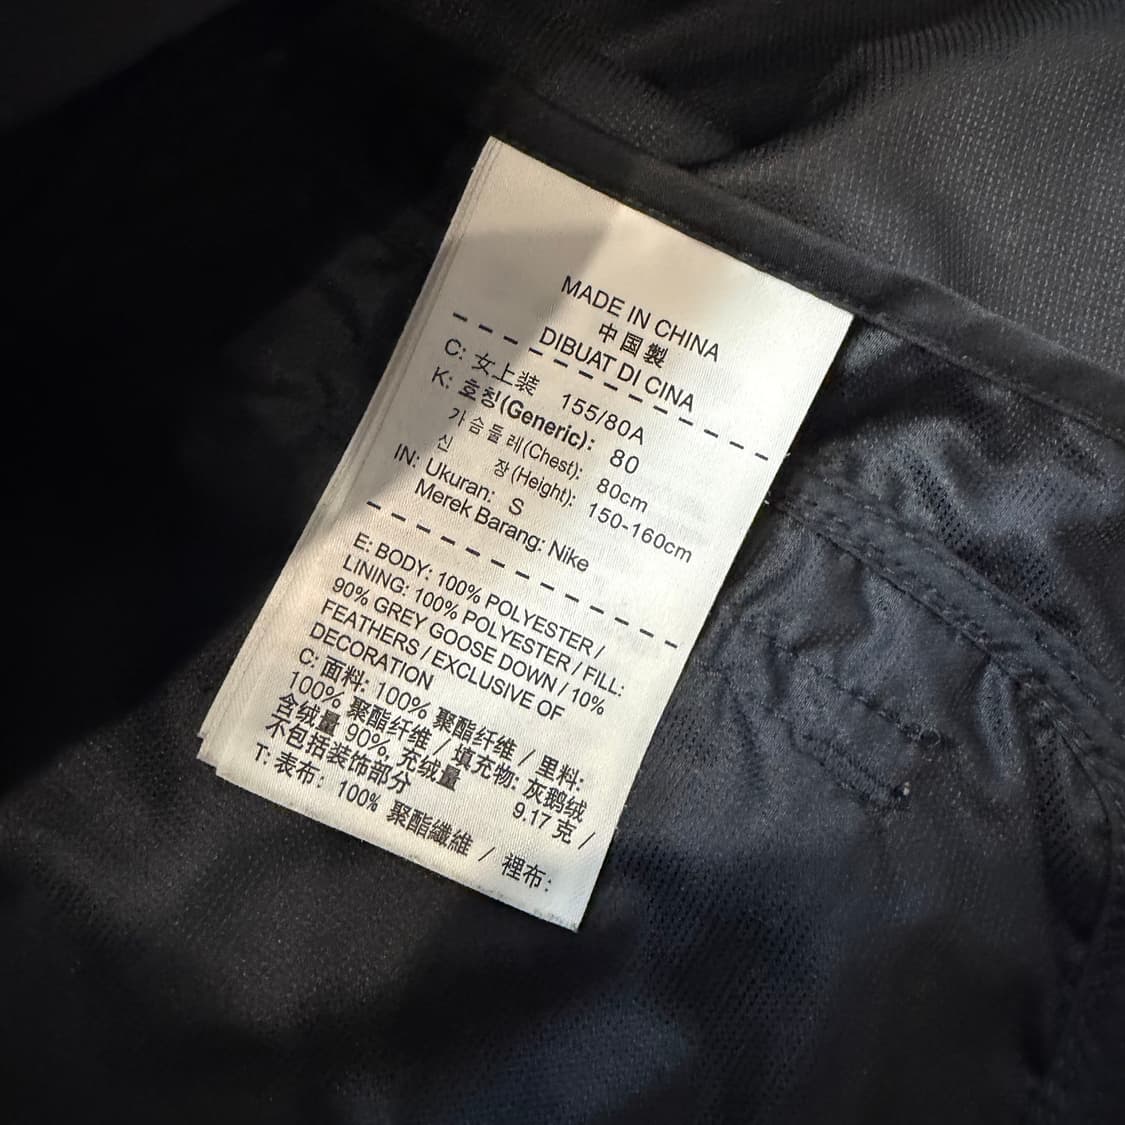 MADE IN CHINA
中国製
DIBUAT DI CINA
C: 女上装 155/80A
K: 호칭(Generic): 80
가슴둘레(Chest): 80cm
신 장(Height): 150-160cm
IN: Ukuran: S
Merek Barang: Nike
E: BODY: 100% POLYESTER /
LINING: 100% POLYESTER / FILL:
90% GREY GOOSE DOWN / 10%
FEATHERS / EXCLUSIVE OF
DECORATION
C: 面料: 100% 聚酯纤维 / 里料:
100% 聚酯纤维 / 填充物: 灰鹅绒
含绒量 90%, 充绒量 9.17 克 /
不包括装饰部分
T: 表布: 100% 聚酯纖維 / 裡布: